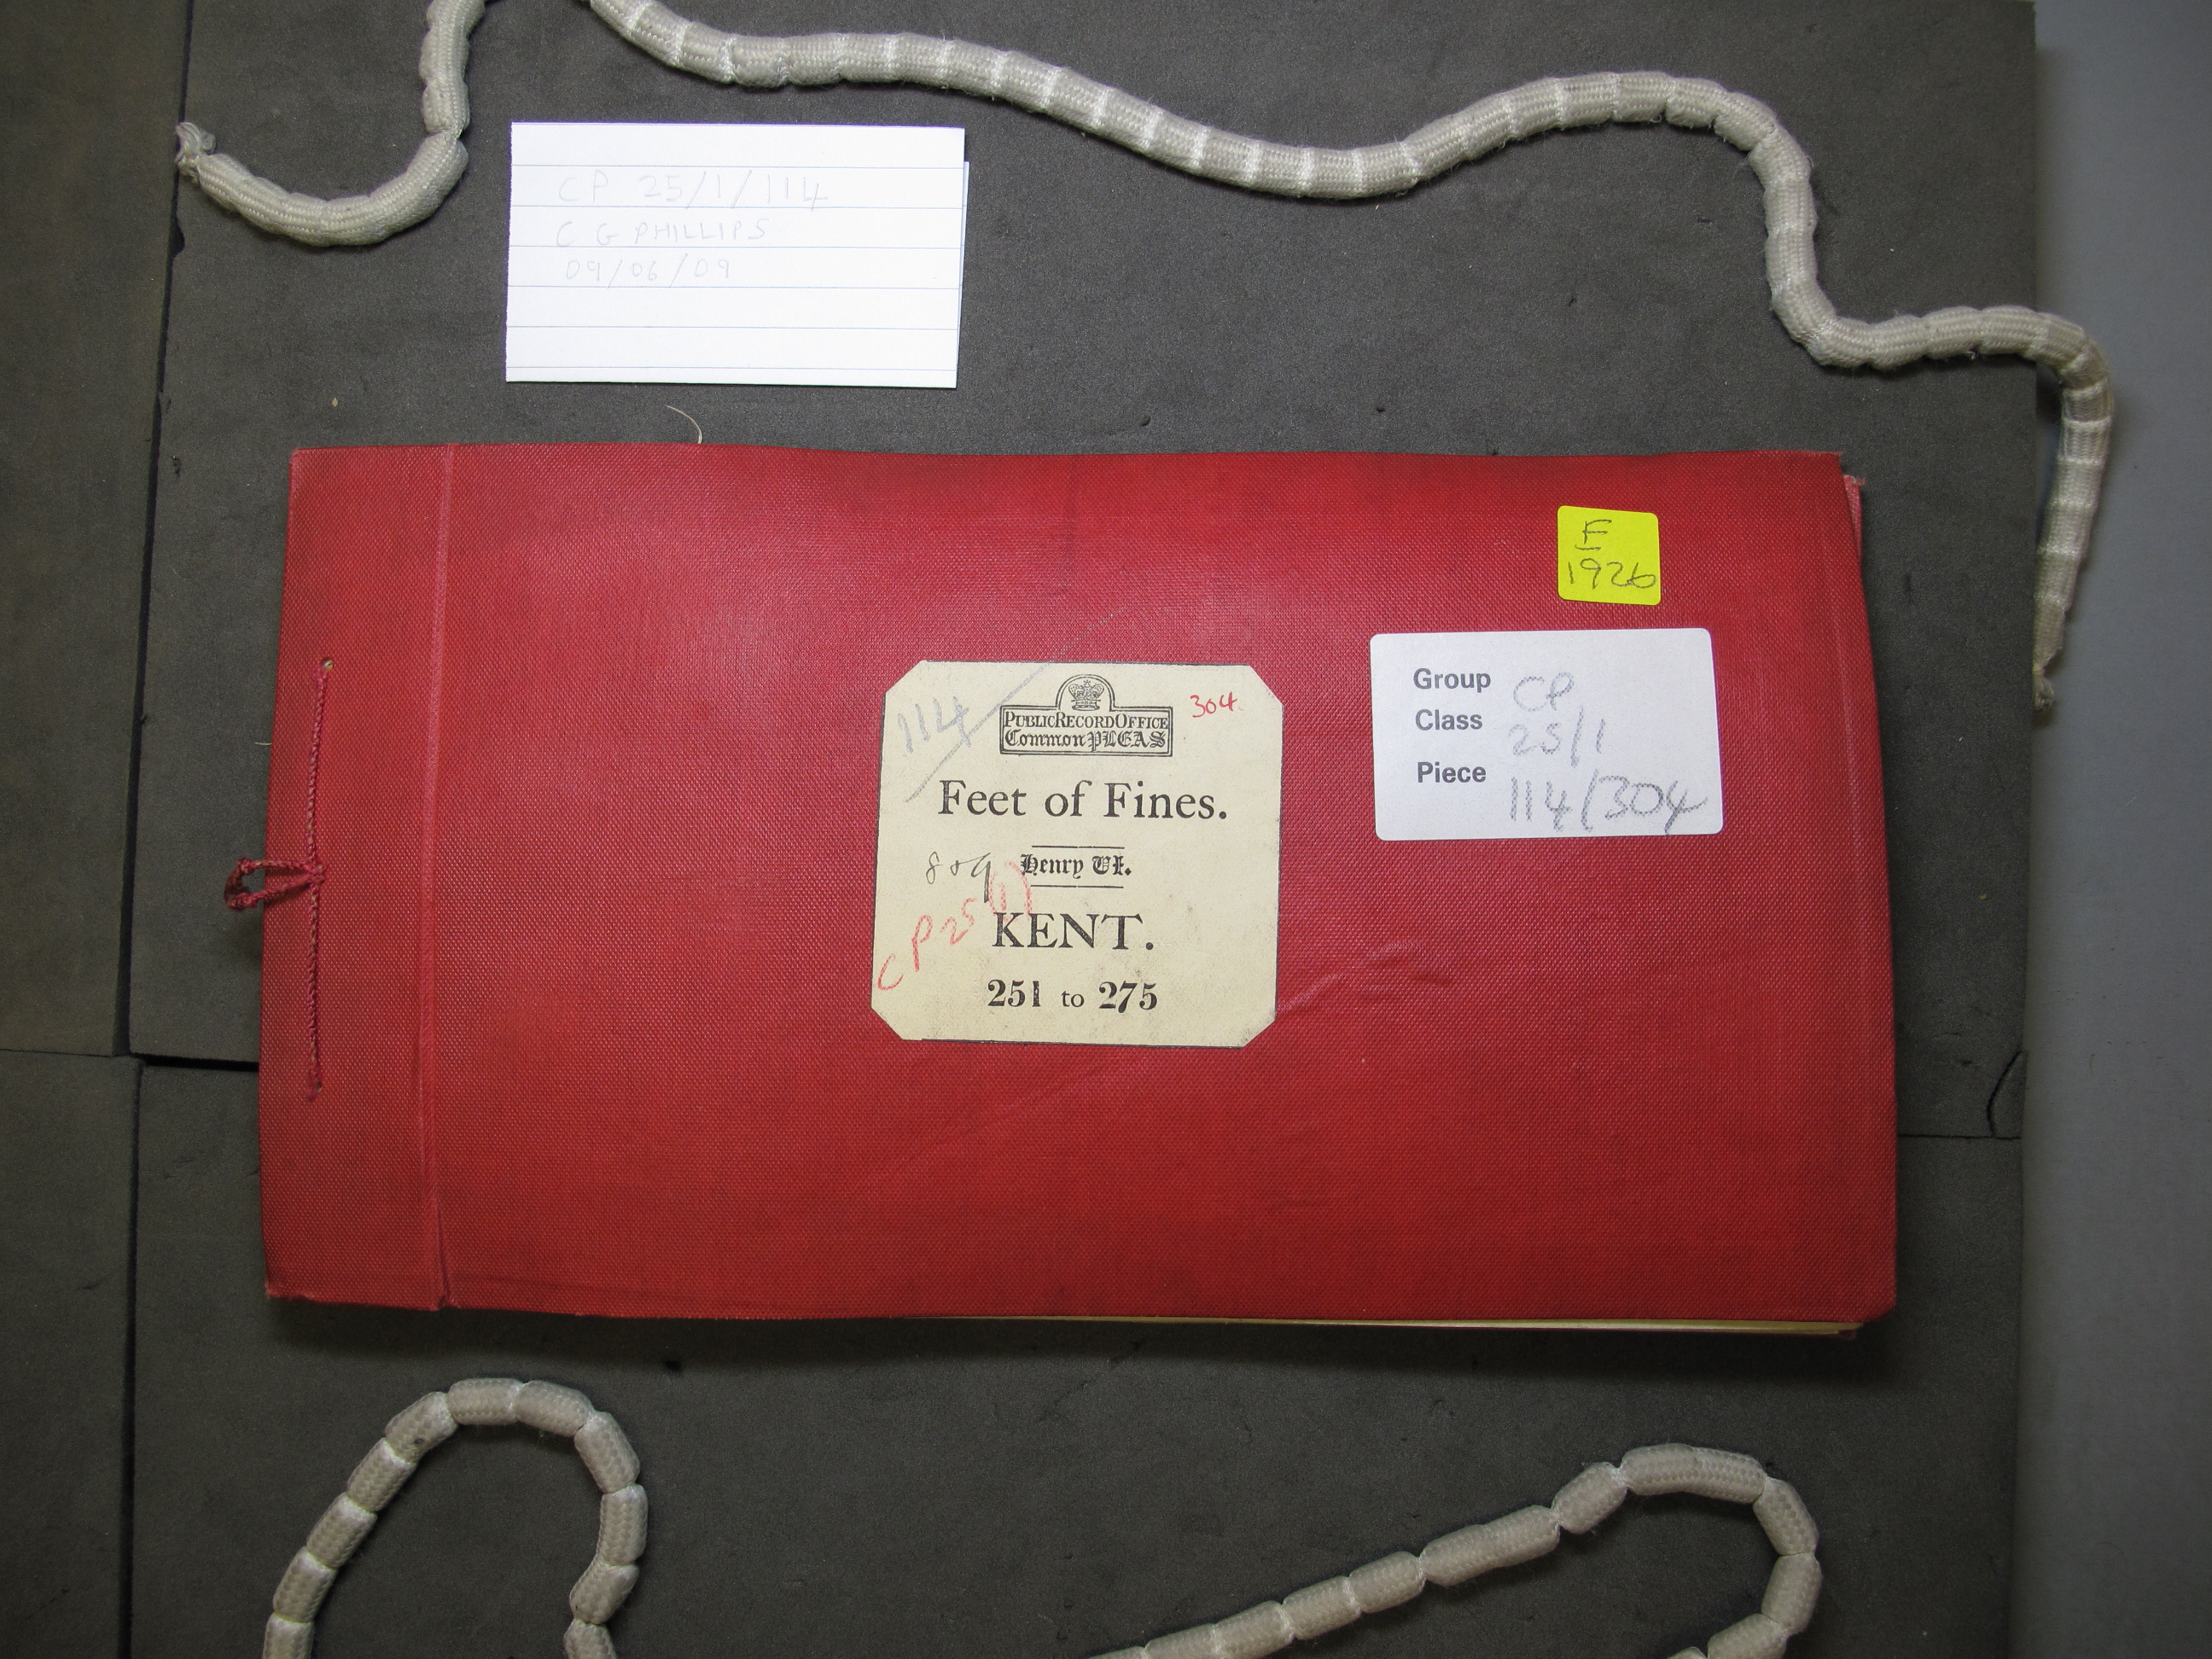 CP 25/1/114
C G PHILLIPS
09/06/09
F
1926
114
PUBLIC RECORD OFFICE
Common PLEAS
304
Feet of Fines.
809
Henry VI.
CP 25(1)
KENT.
251 to 275
Group CP
Class 25/1
Piece 114/304